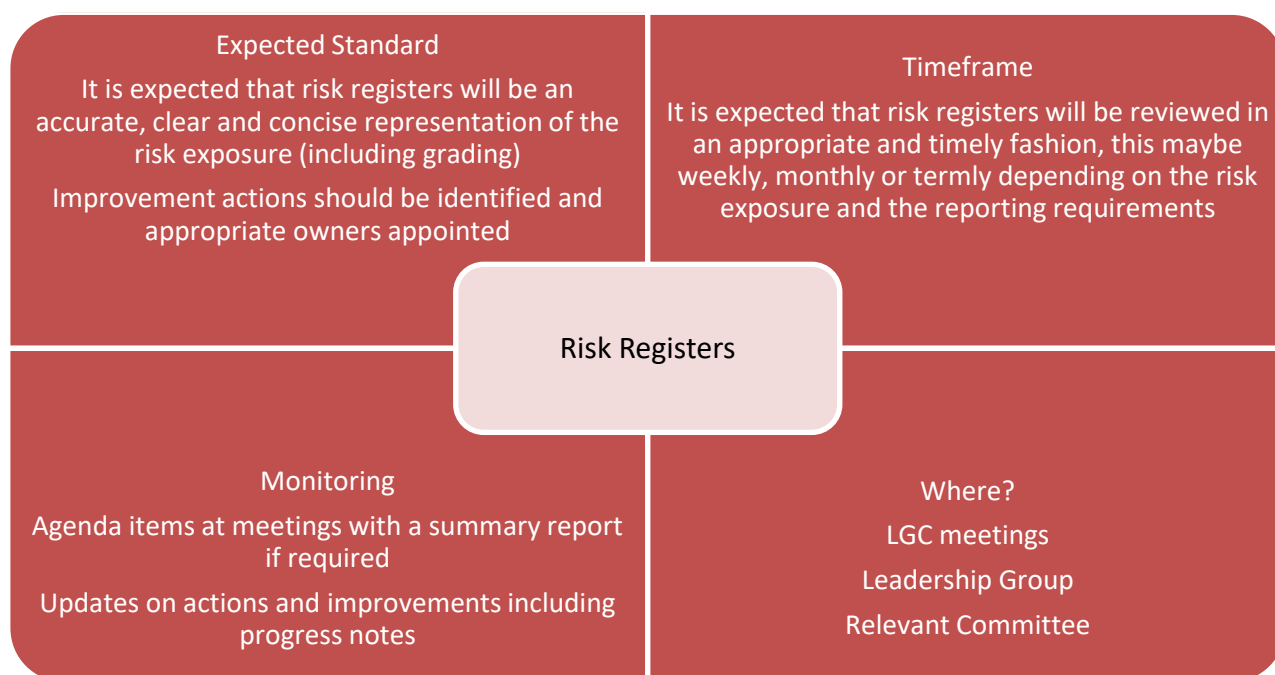 Expected Standard
It is expected that risk registers will be an
accurate, clear and concise representation of the
risk exposure (including grading)
Improvement actions should be identified and
appropriate owners appointed
Timeframe
It is expected that risk registers will be reviewed in
an appropriate and timely fashion, this maybe
weekly, monthly or termly depending on the risk
exposure and the reporting requirements
Risk Registers
Monitoring
Agenda items at meetings with a summary report
if required
Updates on actions and improvements including
progress notes
Where?
LGC meetings
Leadership Group
Relevant Committee